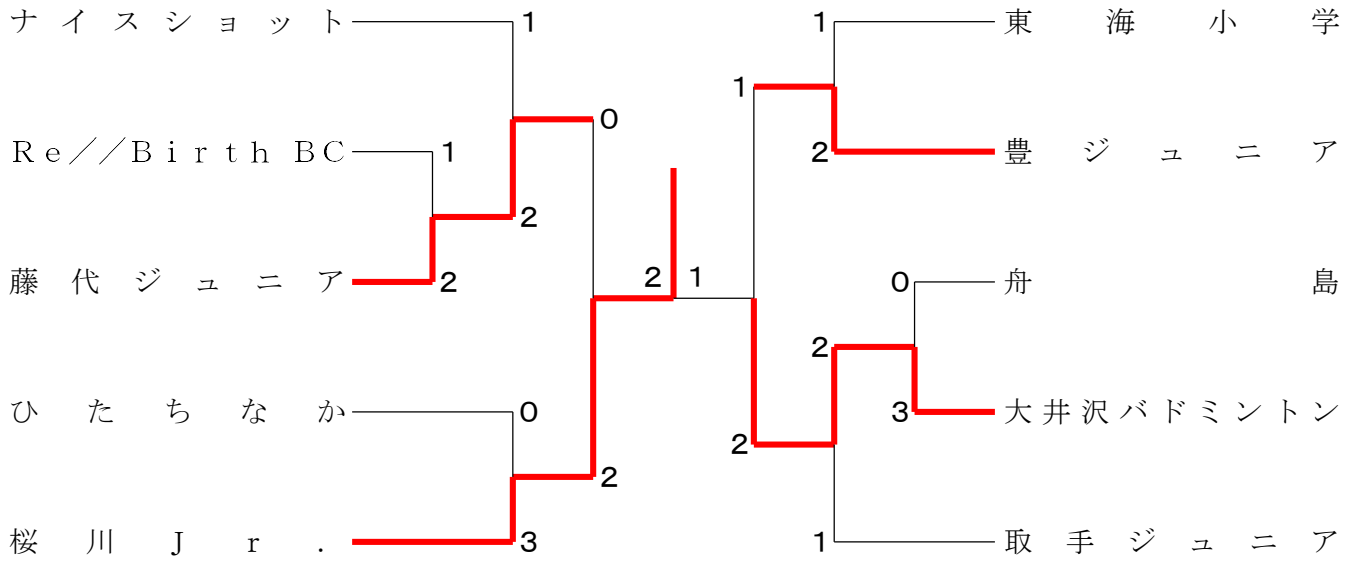 ナイスショット 1 1 東海小学
1 0
Re//Birth BC 1 2 豊ジュニア
2
藤代ジュニア 2 2 1 0 舟島
2
ひたちなか 0 3 大井沢バドミントン
2 2
桜川Jr. 3 1 取手ジュニア